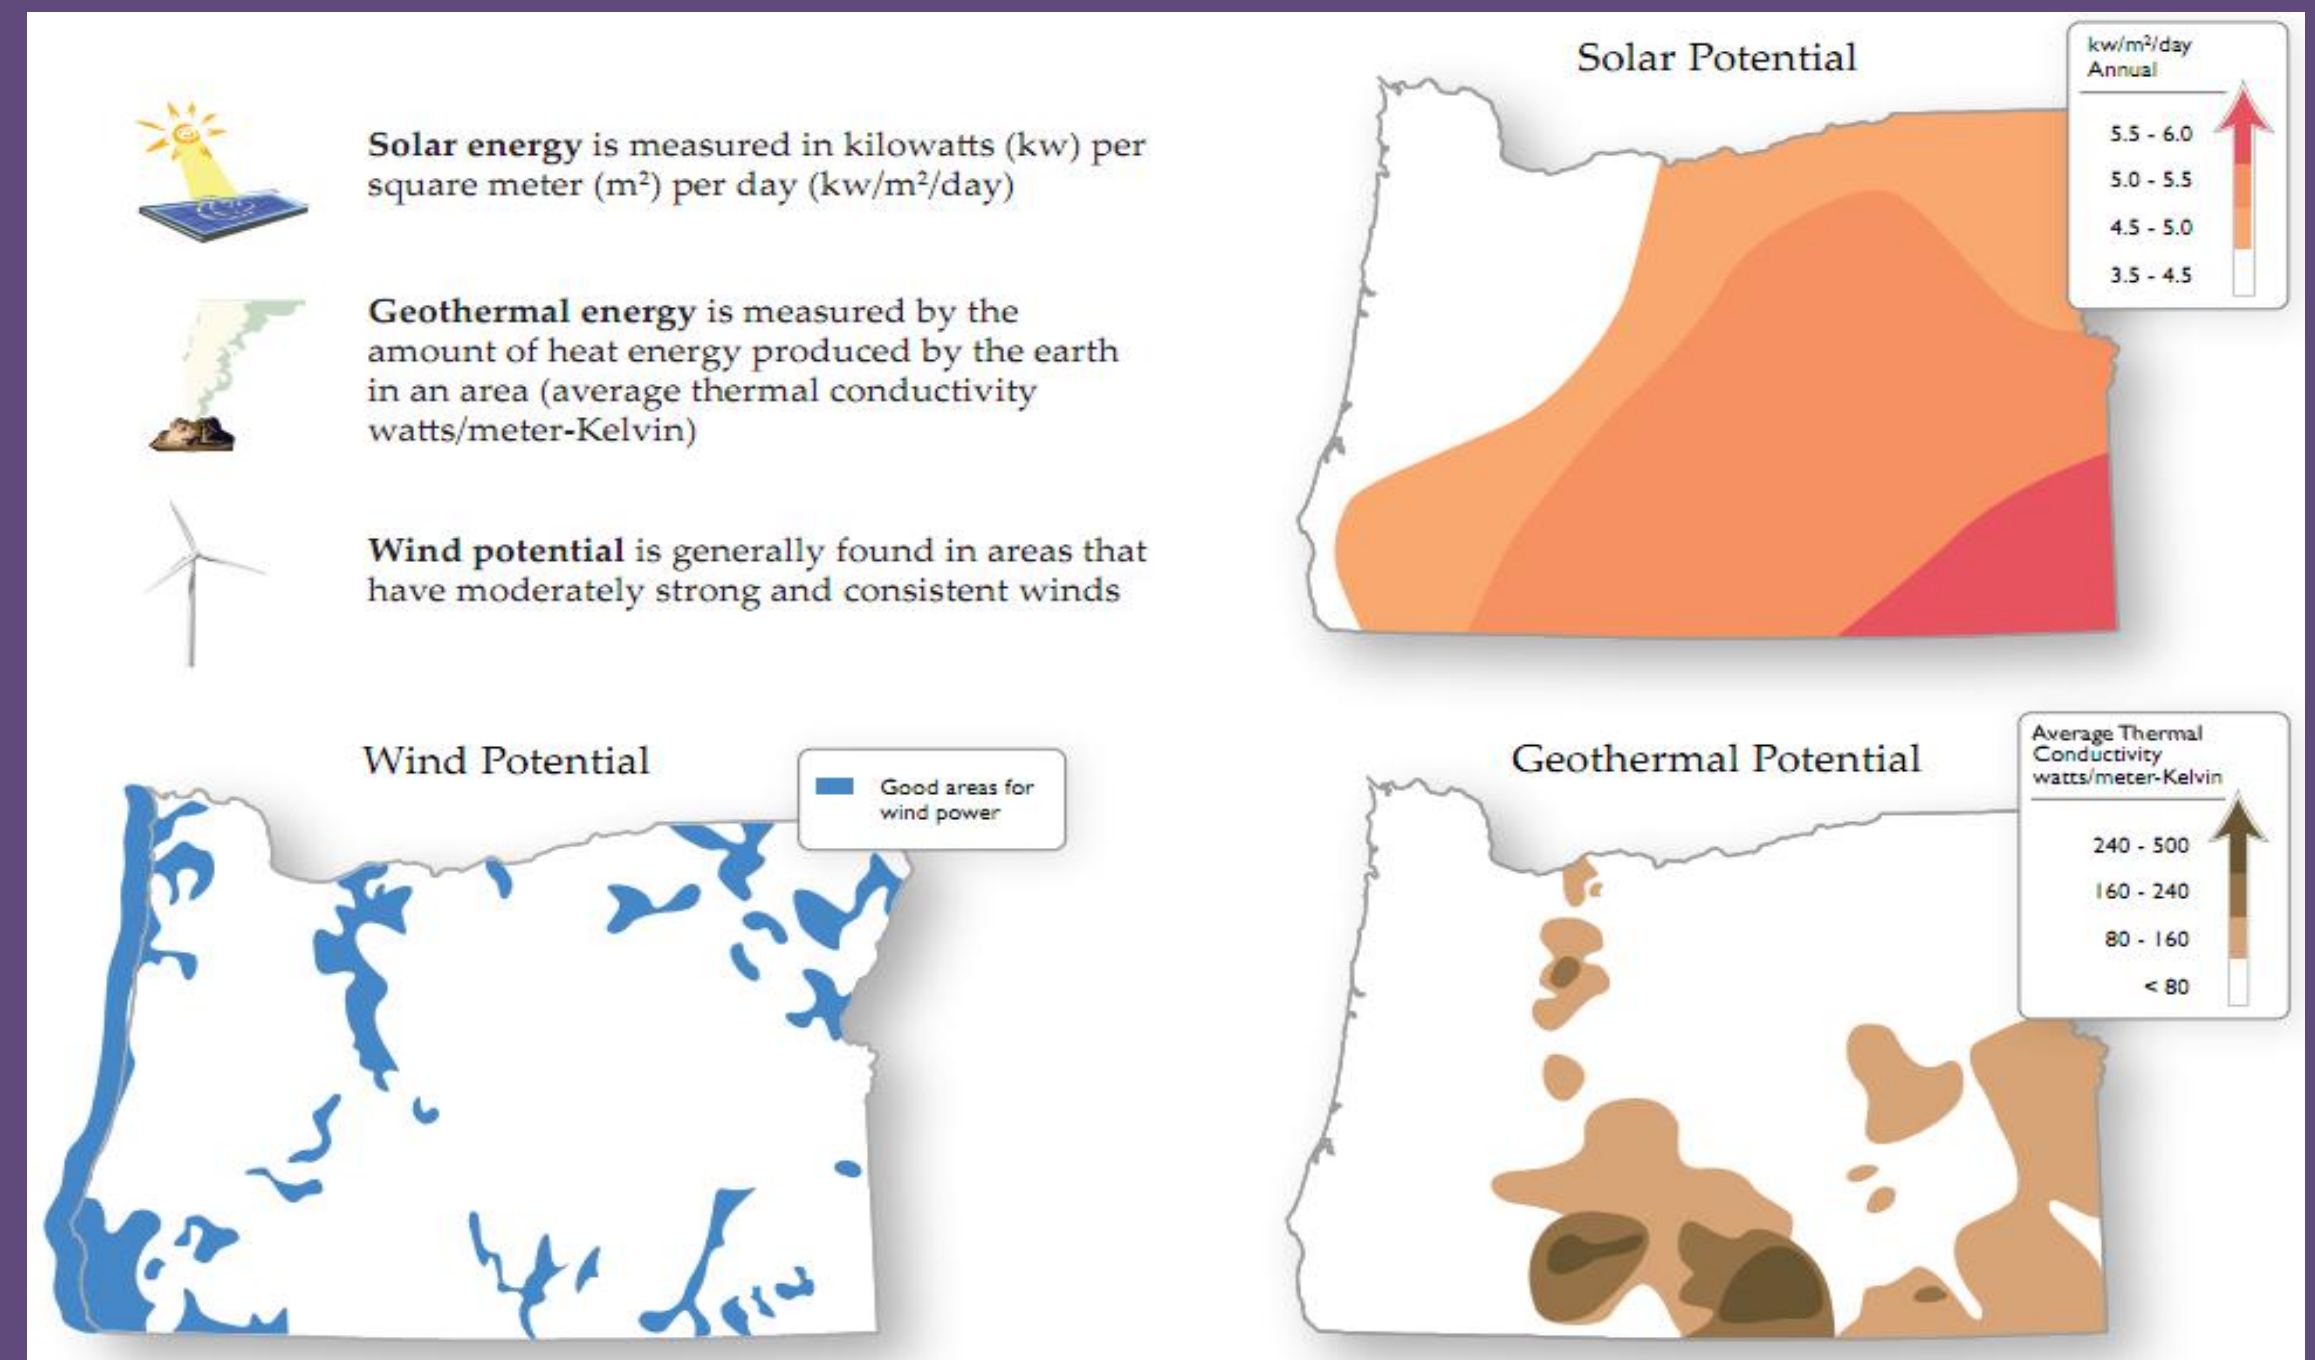 Solar energy is measured in kilowatts (kw) per
square meter (m²) per day (kw/m²/day)
Geothermal energy is measured by the
amount of heat energy produced by the earth
in an area (average thermal conductivity
watts/meter-Kelvin)
Wind potential is generally found in areas that
have moderately strong and consistent winds
Solar Potential
kw/m²/day
Annual
5.5 - 6.0
5.0 - 5.5
4.5 - 5.0
3.5 - 4.5
Wind Potential
Good areas for
wind power
Geothermal Potential
Average Thermal
Conductivity
watts/meter-Kelvin
240 - 500
160 - 240
80 - 160
< 80